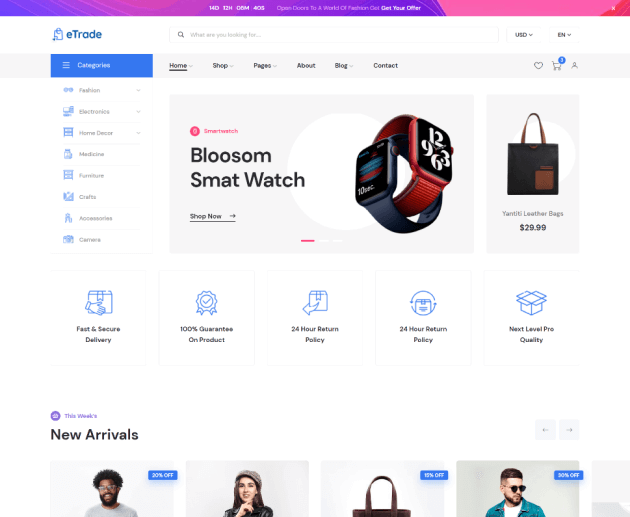 14D 12H 05M 40S Open Doors To A World Of Fashion Get Get Your Offer
eTrade
What are you looking for...
USD
EN
Categories
Home
Shop
Pages
About
Blog
Contact
3
Fashion
Electronics
Home Decor
Medicine
Furniture
Crafts
Accessories
Camera
Smartwatch
Bloosom
Smat Watch
Shop Now
Yantiti Leather Bags
$29.99
Fast & Secure
Delivery
100% Guarantee
On Product
24 Hour Return
Policy
24 Hour Return
Policy
Next Level Pro
Quality
This Week's
New Arrivals
20% OFF
15% OFF
30% OFF